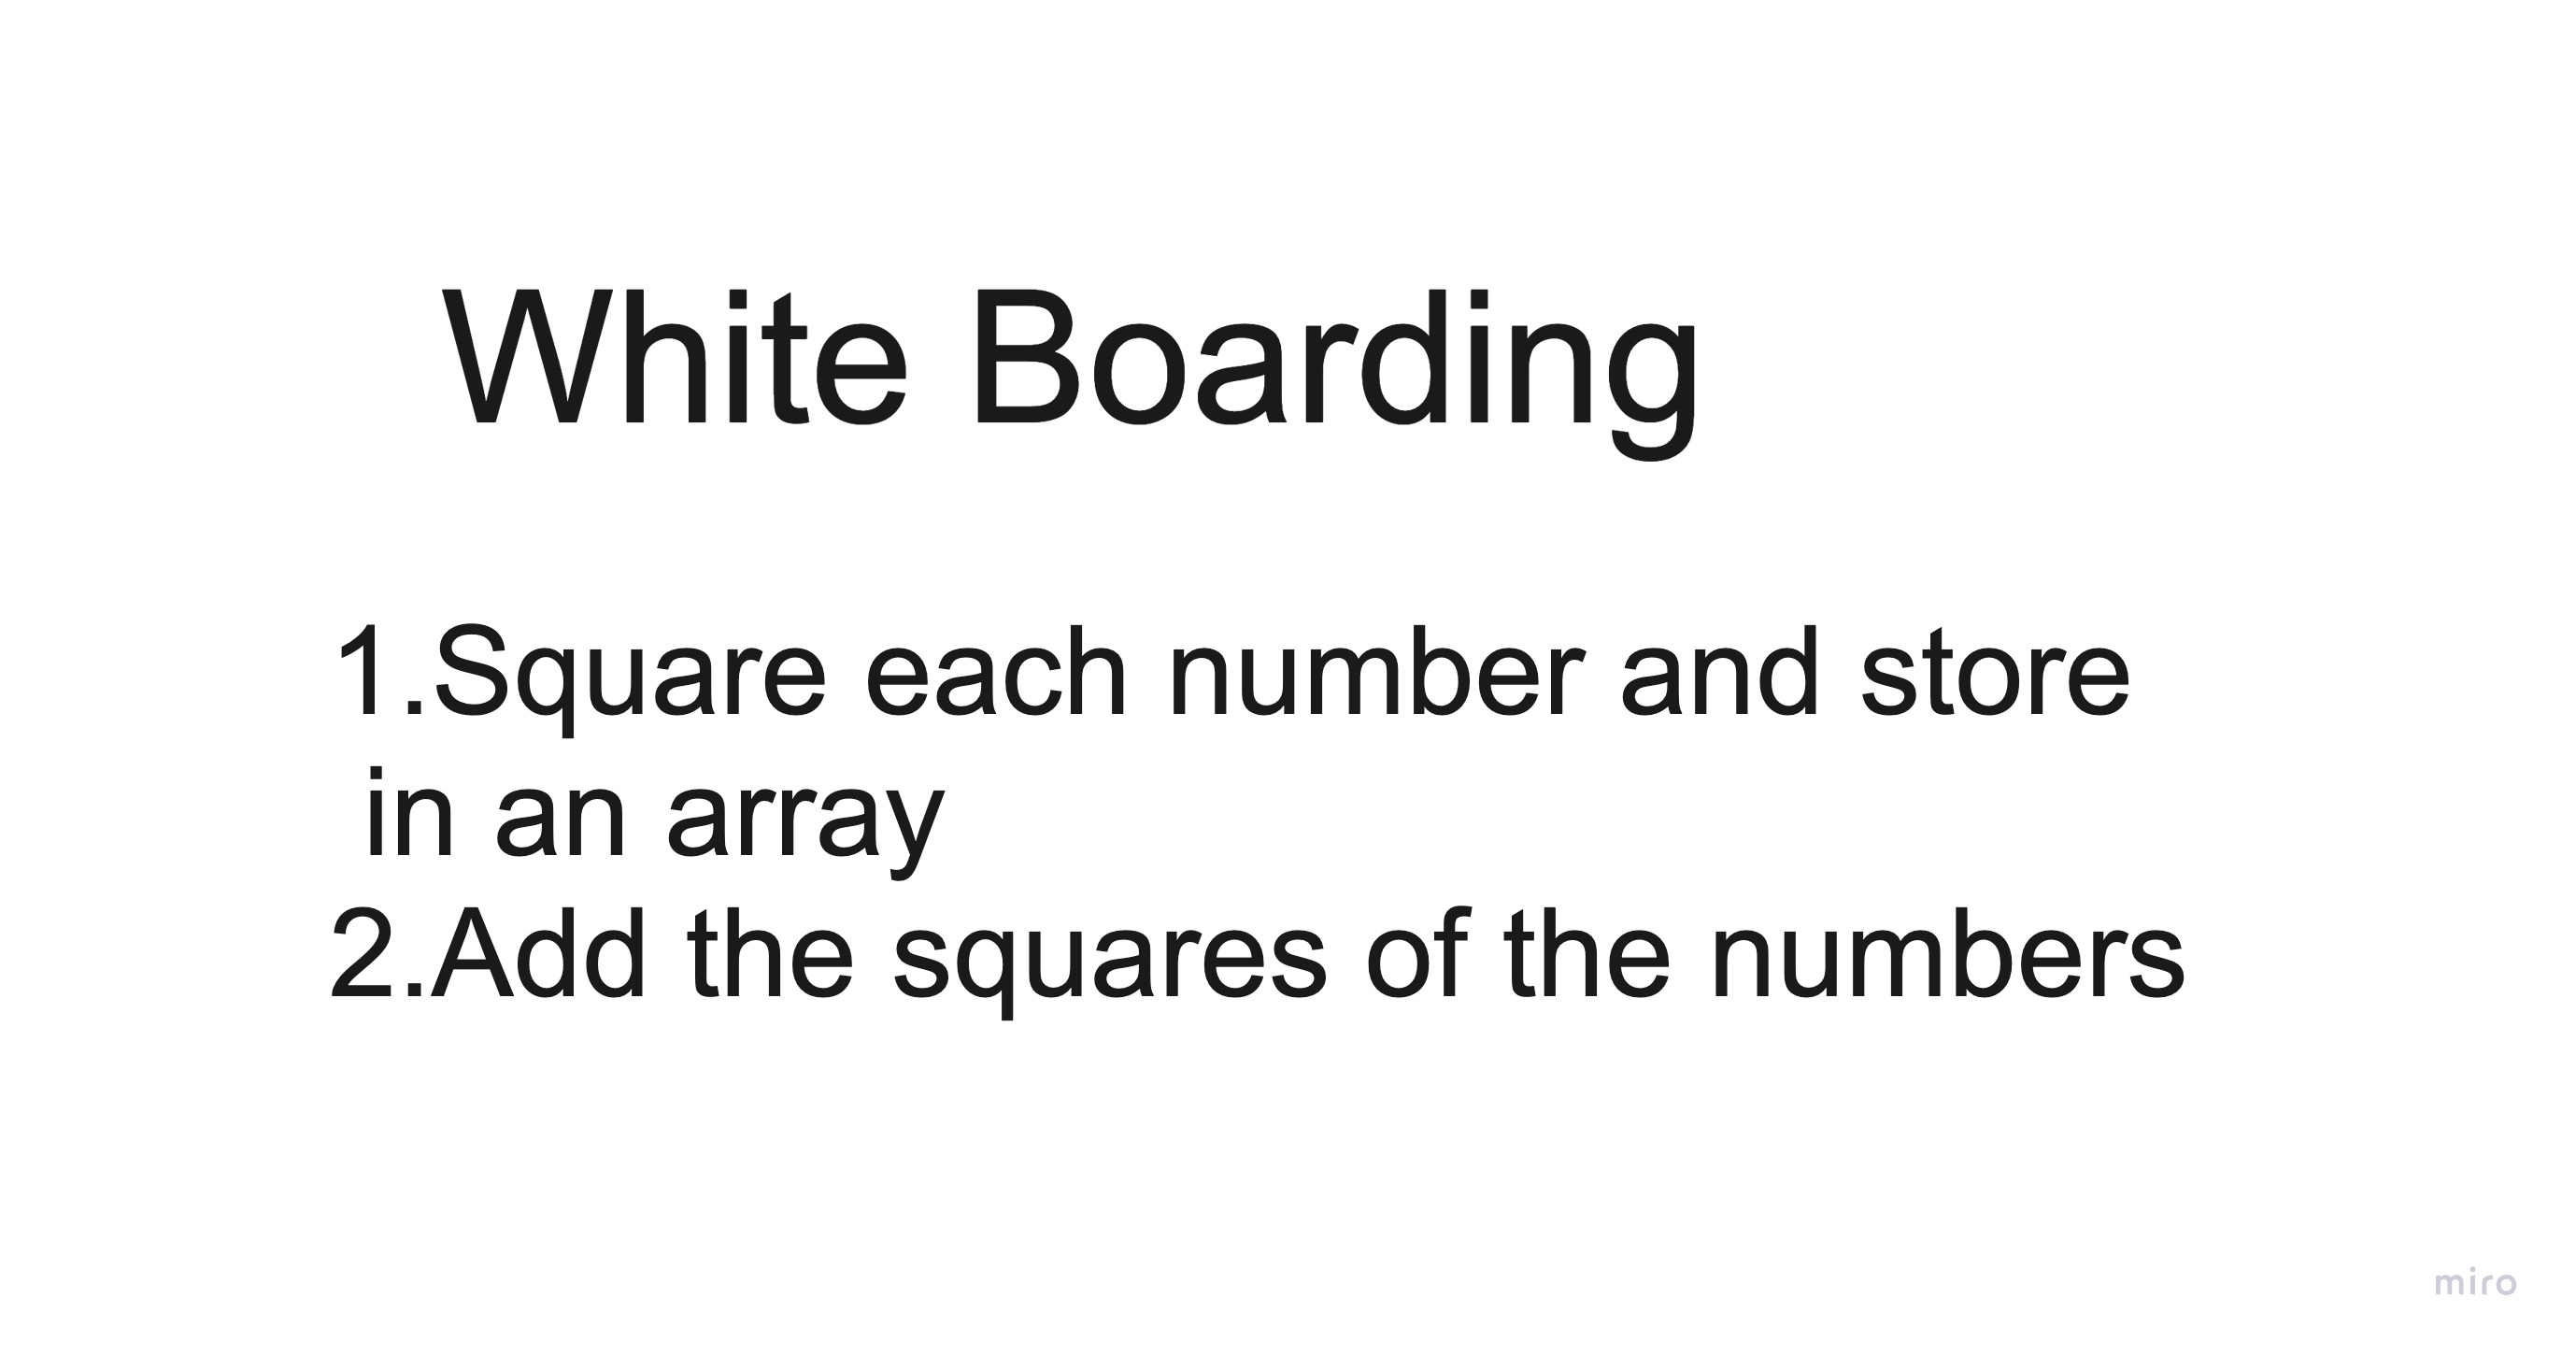 White Boarding
1.Square each number and store
in an array
2.Add the squares of the numbers
miro